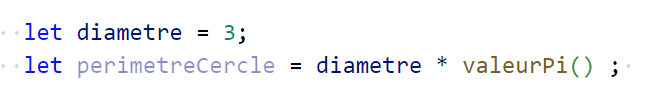 let diametre = 3;
let perimetreCercle = diametre * valeurPi() ;